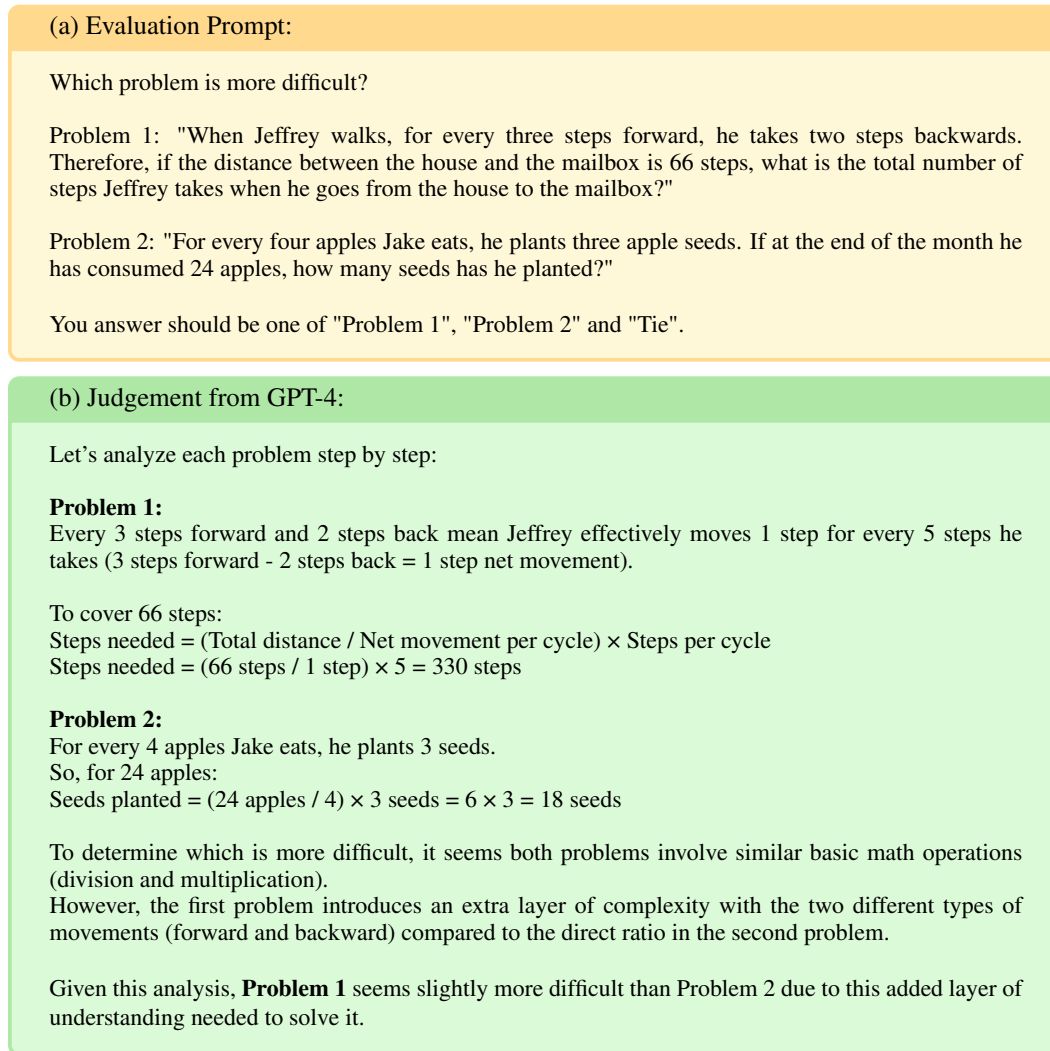 (a) Evaluation Prompt:
Which problem is more difficult?
Problem 1: "When Jeffrey walks, for every three steps forward, he takes two steps backwards.
Therefore, if the distance between the house and the mailbox is 66 steps, what is the total number of
steps Jeffrey takes when he goes from the house to the mailbox?"
Problem 2: "For every four apples Jake eats, he plants three apple seeds. If at the end of the month he
has consumed 24 apples, how many seeds has he planted?"
You answer should be one of "Problem 1", "Problem 2" and "Tie".
(b) Judgement from GPT-4:
Let's analyze each problem step by step:
Problem 1:
Every 3 steps forward and 2 steps back mean Jeffrey effectively moves 1 step for every 5 steps he
takes (3 steps forward - 2 steps back = 1 step net movement).
To cover 66 steps:
Steps needed = (Total distance / Net movement per cycle) × Steps per cycle
Steps needed = (66 steps / 1 step) × 5 = 330 steps
Problem 2:
For every 4 apples Jake eats, he plants 3 seeds.
So, for 24 apples:
Seeds planted = (24 apples / 4) × 3 seeds = 6 × 3 = 18 seeds
To determine which is more difficult, it seems both problems involve similar basic math operations
(division and multiplication).
However, the first problem introduces an extra layer of complexity with the two different types of
movements (forward and backward) compared to the direct ratio in the second problem.
Given this analysis, Problem 1 seems slightly more difficult than Problem 2 due to this added layer of
understanding needed to solve it.